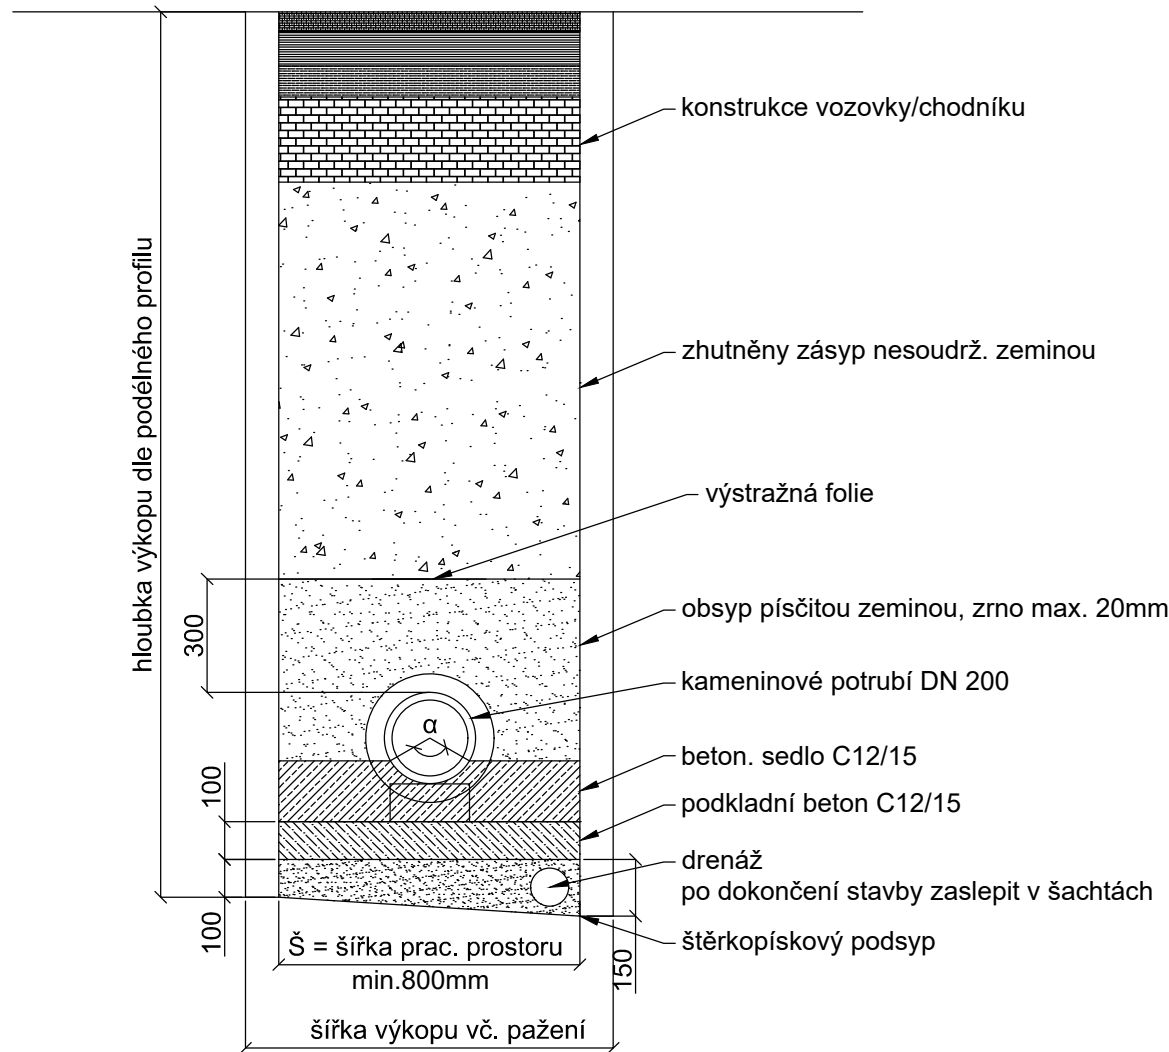 konstrukce vozovky/chodníku
hloubka výkopu dle podélného profilu
zhutněny zásyp nesoudrž. zeminou
výstražná folie
300
obsyp písčitou zeminou, zrno max. 20mm
kameninové potrubí DN 200
α
beton. sedlo C12/15
100
podkladní beton C12/15
drenáž
po dokončení stavby zaslepit v šachtách
100
štěrkopískový podsyp
150
Š = šířka prac. prostoru
min.800mm
šířka výkopu vč. pažení